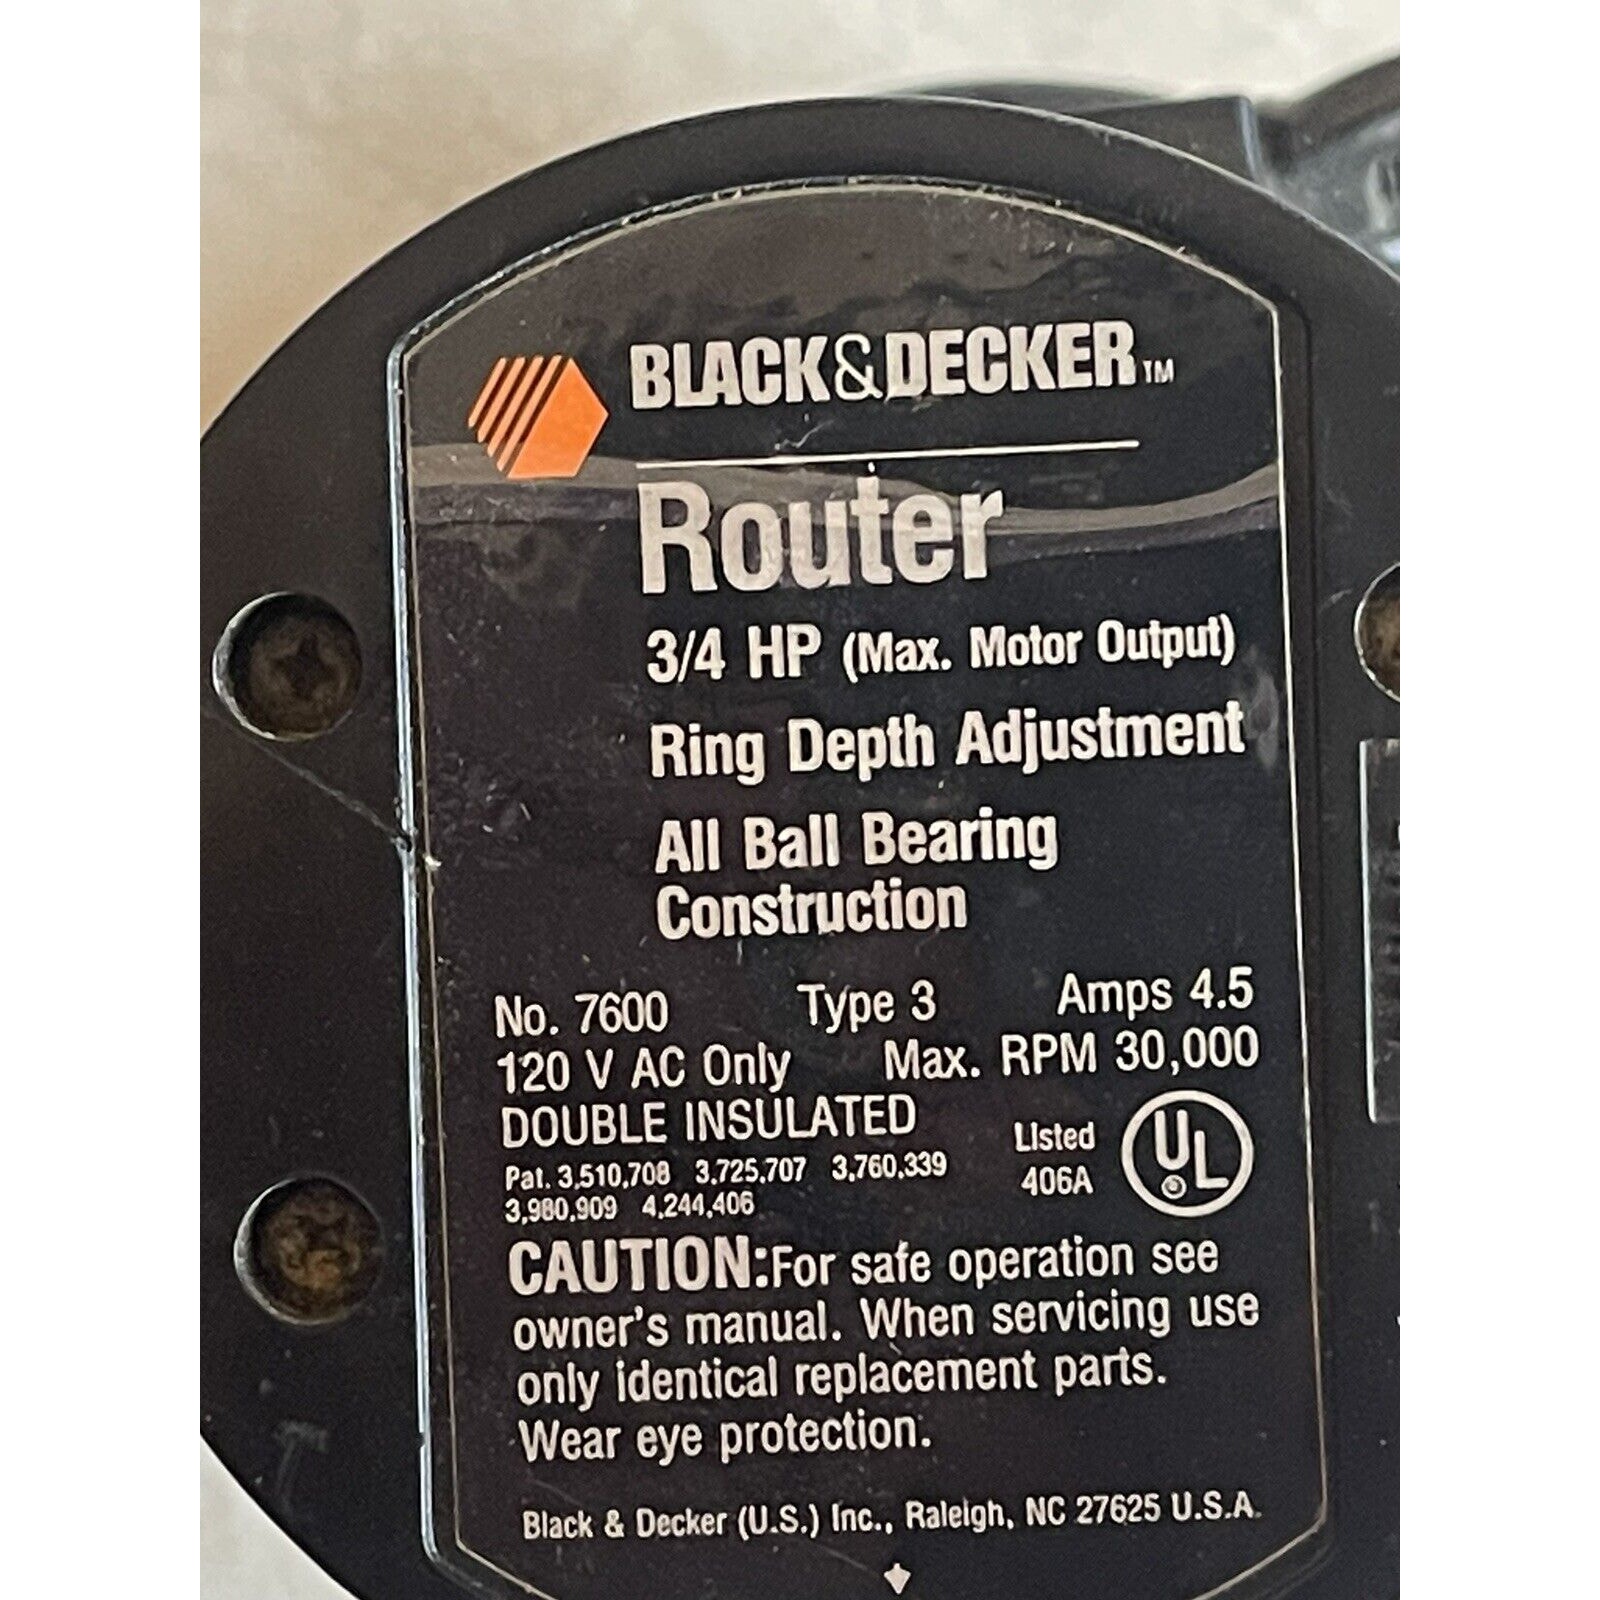 BLACK&DECKER™
Router
3/4 HP (Max. Motor Output)
Ring Depth Adjustment
All Ball Bearing
Construction
No. 7600 Type 3 Amps 4.5
120 V AC Only Max. RPM 30,000
DOUBLE INSULATED
Listed
406A
UL ®
Pat. 3,510,708 3,725,707 3,760,339
3,980,909 4,244,406
CAUTION: For safe operation see
owner's manual. When servicing use
only identical replacement parts.
Wear eye protection.
Black & Decker (U.S.) Inc., Raleigh, NC 27625 U.S.A.